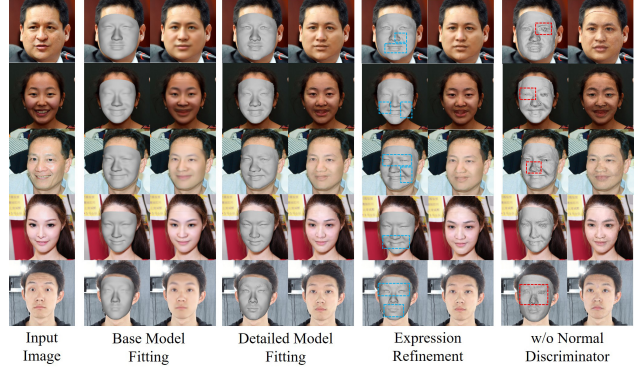 Input
Image
Base Model
Fitting
Detailed Model
Fitting
Expression
Refinement
w/o Normal
Discriminator